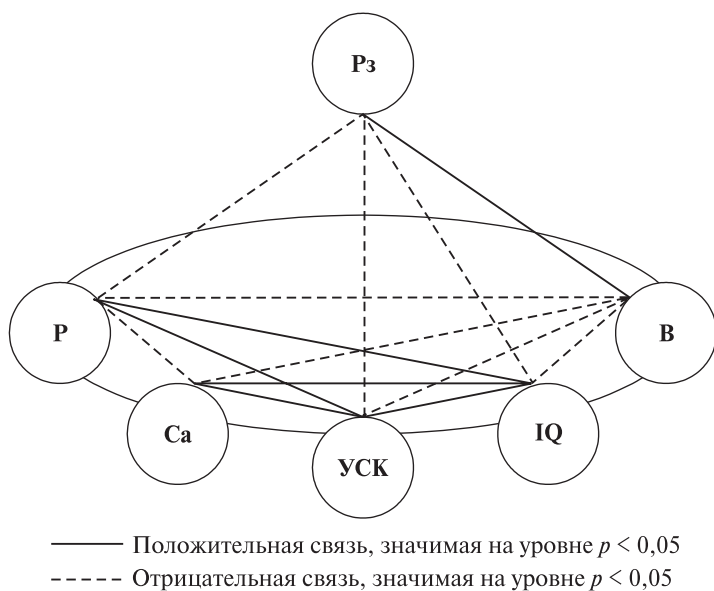 Рз
Р
В
Са
IQ
УСК
Положительная связь, значимая на уровне p < 0,05
Отрицательная связь, значимая на уровне p < 0,05